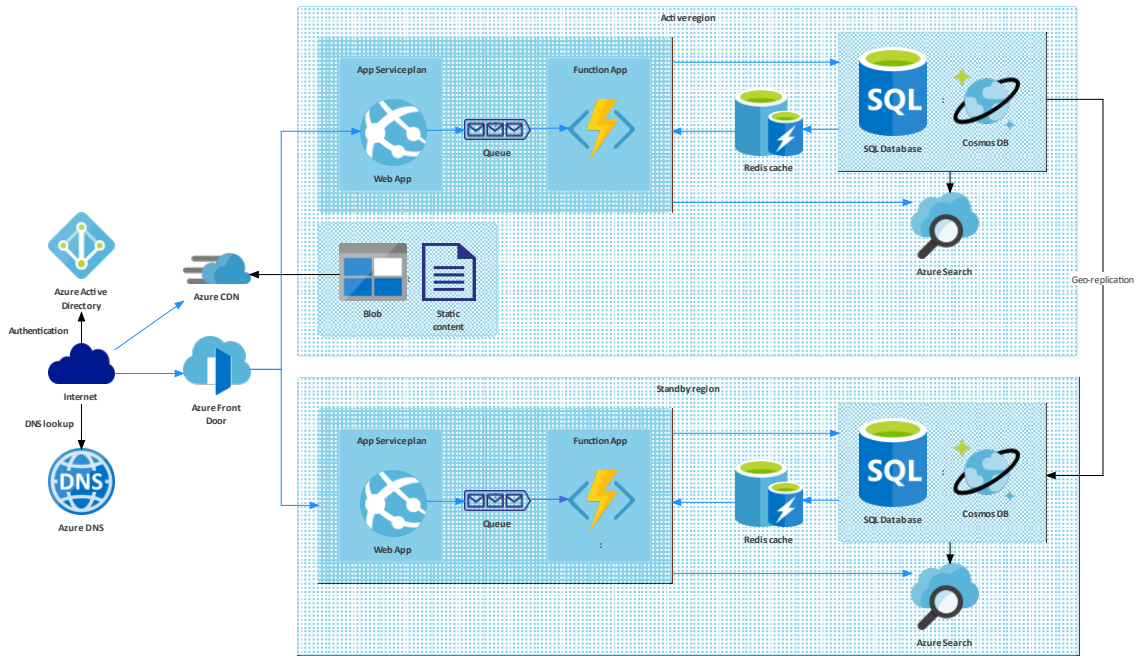 Active region
App Service plan
Function App
SQL
Web App
Queue
Redis cache
SQL Database
Cosmos DB
Azure Search
Azure Active
Directory
Azure CDN
Blob
Static
content
Geo-replication
Authentication
Internet
Azure Front
Door
DNS lookup
DNS
Azure DNS
Standby region
App Service plan
Function App
SQL
Web App
Queue
:
Redis cache
SQL Database
Cosmos DB
Azure Search